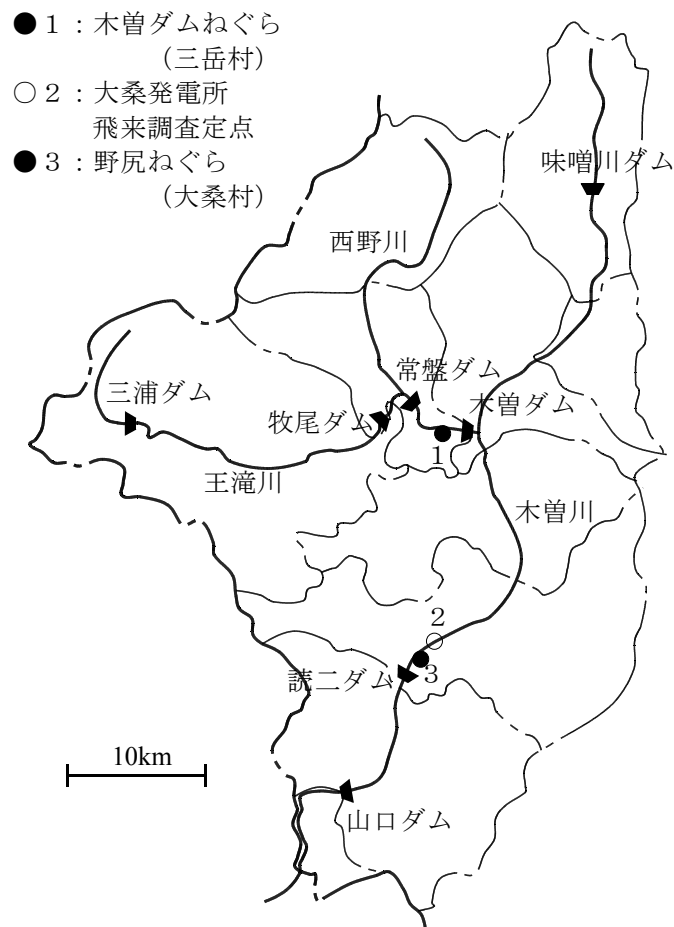 ●１：木曽ダムねぐら
（三岳村）
○２：大桑発電所
飛来調査定点
●３：野尻ねぐら
（大桑村）
味噌川ダム
西野川
常盤ダム
三浦ダム
木曽ダム
牧尾ダム
１
王滝川
木曽川
２
３
読二ダム
10km
山口ダム